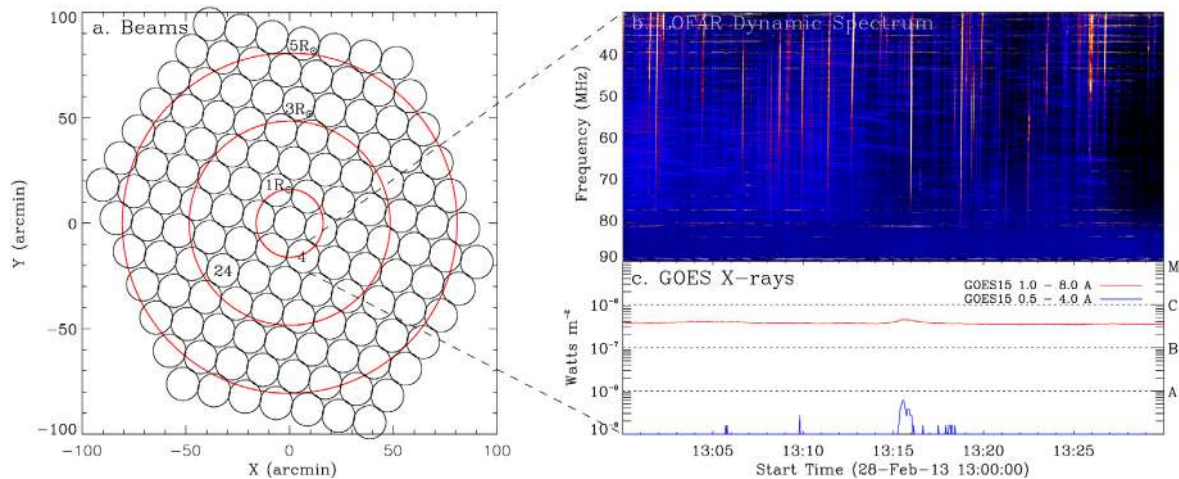 a. Beams
5R☉
3R☉
1R☉
4
24
100
50
0
−50
−100
Y (arcmin)
−100
−50
0
50
100
X (arcmin)
b. LOFAR Dynamic Spectrum
40
50
60
70
80
90
Frequency (MHz)
c. GOES X-rays
GOES15 1.0 - 8.0 A
GOES15 0.5 - 4.0 A
M
C
B
A
10⁻⁶
10⁻⁷
10⁻⁸
10⁻⁹
Watts m⁻²
13:05
13:10
13:15
13:20
13:25
Start Time (28-Feb-13 13:00:00)